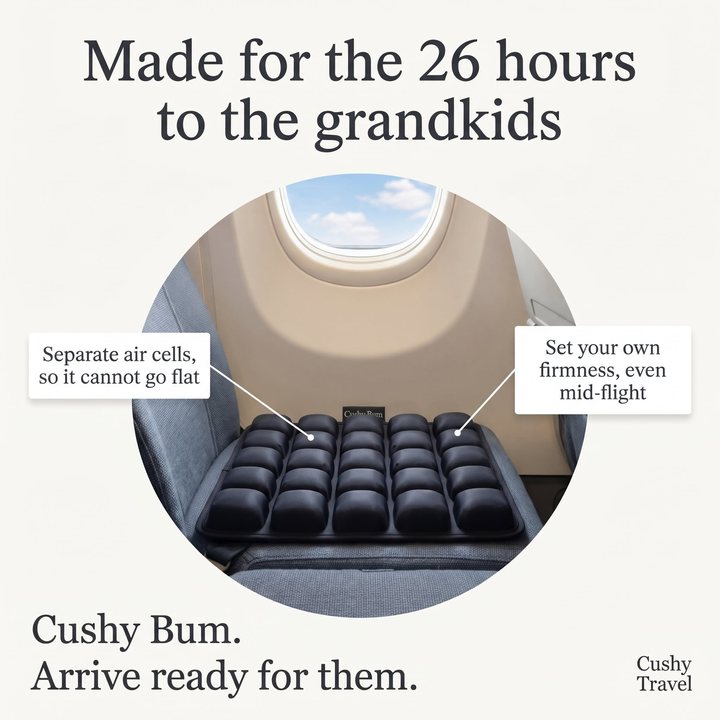 Made for the 26 hours
to the grandkids
Separate air cells,
so it cannot go flat
Set your own
firmness, even
mid-flight
Cushy Bum
Cushy Bum.
Arrive ready for them.
Cushy
Travel